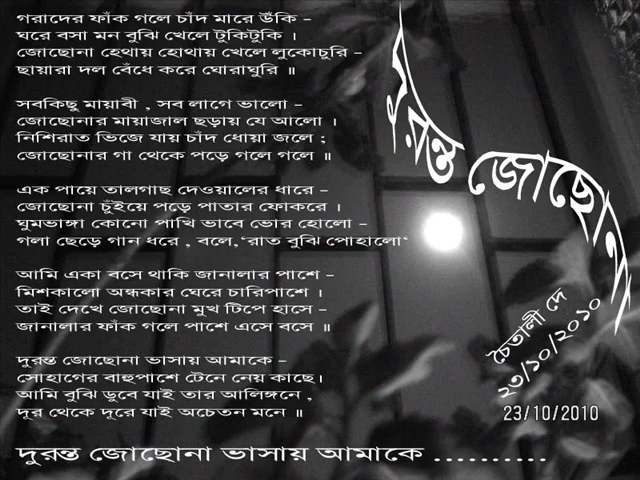 গরাদের ফাঁক গলে চাঁদ মারে উঁকি –
ঘরে বসা মন বুঝি খেলে টুকিটুকি ।
জোছোনা হেথায় হোথায় খেলে লুকোচুরি –
ছায়ারা দল বেঁধে করে ঘোরাঘুরি ॥
সবকিছু মায়াবী , সব লাগে ভালো –
জোছোনার মায়াজাল ছড়ায় যে আলো ।
নিশিরাত ভিজে যায় চাঁদ ধোয়া জলে ;
জোছোনার গা থেকে পড়ে গলে গলে ॥
এক পায়ে তালগাছ দেওয়ালের ধারে –
জোছোনা চুঁইয়ে পড়ে পাতার ফোকরে ।
ঘুমভাঙ্গা কোনো পাখি ভাবে ভোর হোলো –
গলা ছেড়ে গান ধরে , বলে,‘রাত বুঝি পোহালো‘
আমি একা বসে থাকি জানালার পাশে –
মিশকালো অন্ধকার ঘেরে চারিপাশে ।
তাই দেখে জোছোনা মুখ টিপে হাসে –
জানালার ফাঁক গলে পাশে এসে বসে ॥
দুরন্ত জোছোনা ভাসায় আমাকে –
সোহাগের বাহুপাশে টেনে নেয় কাছে।
আমি বুঝি ডুবে যাই তার আলিঙ্গনে ,
দূর থেকে দূরে যাই অচেতন মনে ॥
দুরন্ত জোছোনা ভাসায় আমাকে ..........
দুরন্ত জোছোনা
চৈতালী দে
২৩/১০/২০১০
23/10/2010